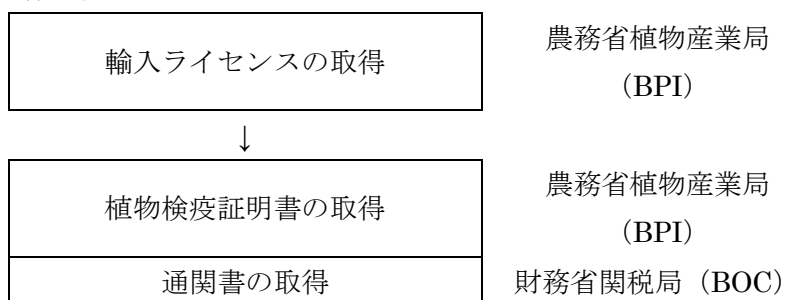 輸入ライセンスの取得
農務省植物産業局
（BPI）
↓
植物検疫証明書の取得
農務省植物産業局
（BPI）
通関書の取得
財務省関税局（BOC）